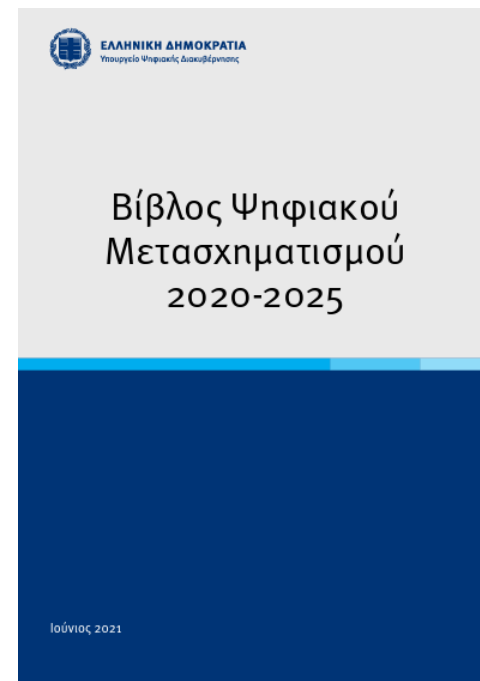 ΕΛΛΗΝΙΚΗ ΔΗΜΟΚΡΑΤΙΑ
Υπουργείο Ψηφιακής Διακυβέρνησης
Βίβλος Ψηφιακού
Μετασχηματισμού
2020-2025
Ιούνιος 2021